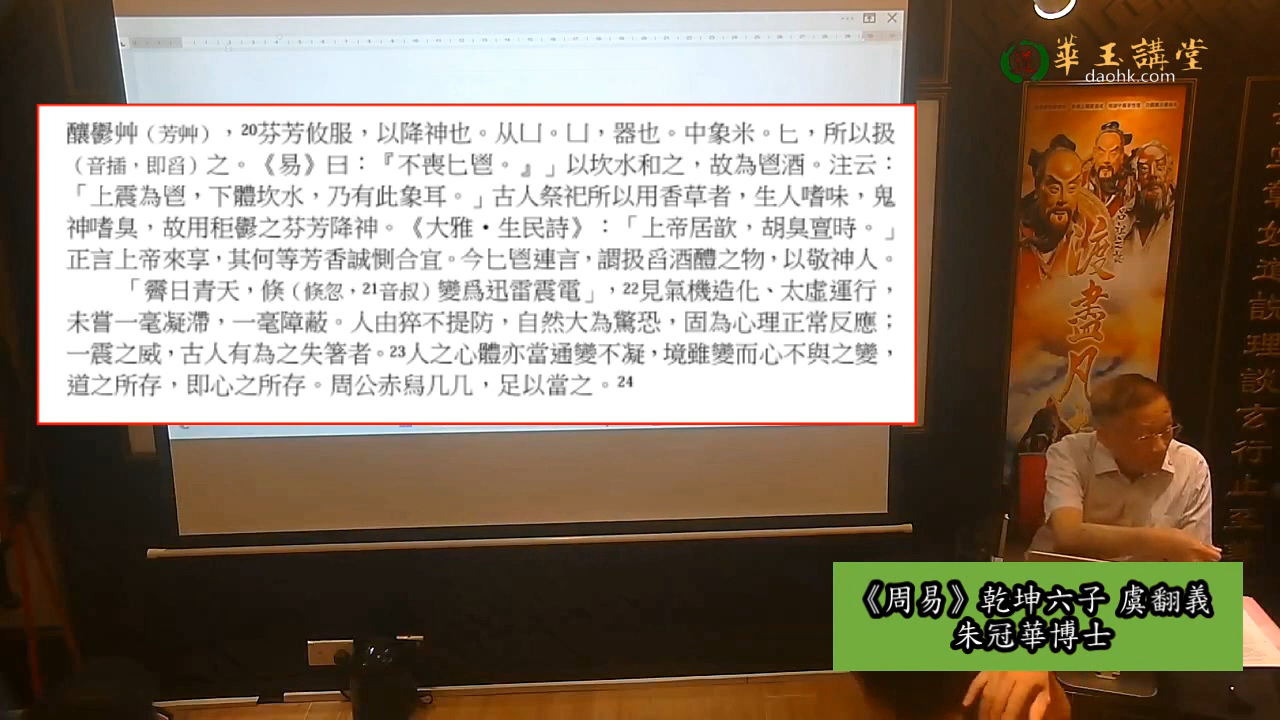 華玉講堂
daohk.com
釀鬱艸（芳艸），20芬芳攸服，以降神也。从凵。凵，器也。中象米。匕，所以扱
（音插，即舀）之。《易》曰：『不喪匕鬯。』」以坎水和之，故為鬯酒。注云：
「上震為鬯，下體坎水，乃有此象耳。」古人祭祀所以用香草者，生人嗜味，鬼
神嗜臭，故用秬鬱之芬芳降神。《大雅•生民詩》：「上帝居歆，胡臭亶時。」
正言上帝來享，其何等芳香誠惻合宜。今匕鬯連言，謂扱舀酒醴之物，以敬神人。
「霽日青天，倏（倏忽，21音叔）變爲迅雷震電」，22見氣機造化、太虛運行，
未嘗一毫凝滯，一毫障蔽。人由猝不提防，自然大為驚恐，固為心理正常反應；
一震之威，古人有為之失箸者。23人之心體亦當通變不凝，境雖變而心不與之變，
道之所存，即心之所存。周公赤舄几几，足以當之。24
渡盡
說理談玄行止至
《周易》乾坤六子 虞翻義
朱冠華博士